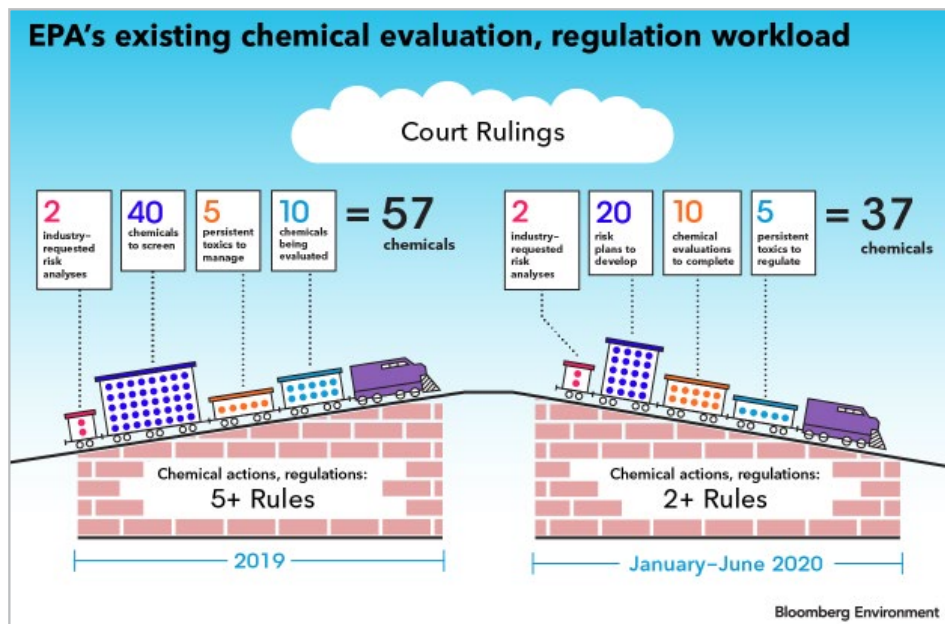 EPA's existing chemical evaluation, regulation workload
Court Rulings
2
industry-
requested
risk
analyses
40
chemicals
to screen
5
persistent
toxics to
manage
10
chemicals
being
evaluated
= 57
chemicals
2
industry-
requested
risk
analyses
20
risk
plans to
develop
10
chemical
evaluations
to complete
5
persistent
toxics to
regulate
= 37
chemicals
Chemical actions, regulations:
5+ Rules
Chemical actions, regulations:
2+ Rules
2019
January–June 2020
Bloomberg Environment